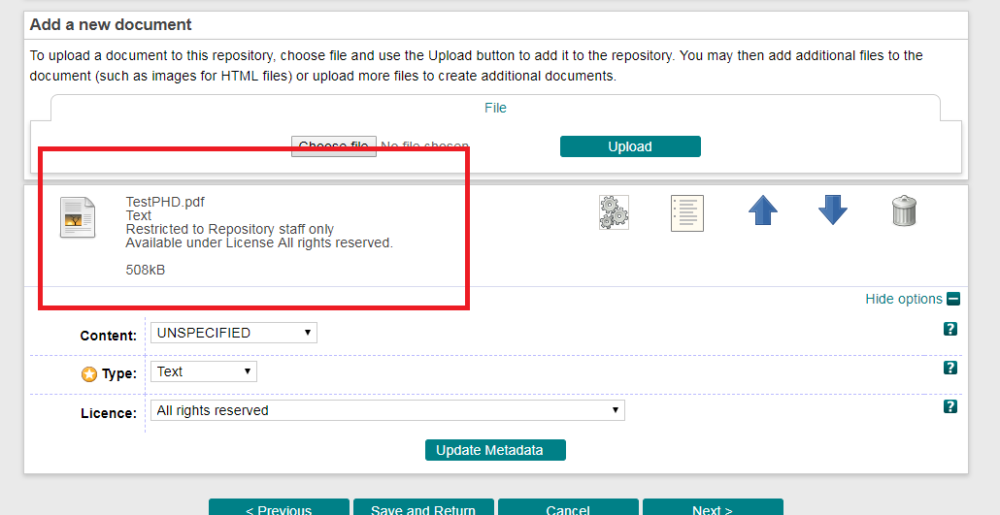 Add a new document
To upload a document to this repository, choose file and use the Upload button to add it to the repository. You may then add additional files to the
document (such as images for HTML files) or upload more files to create additional documents.
File
Choose file No file chosen
Upload
TestPHD.pdf
Text
Restricted to Repository staff only
Available under License All rights reserved.
508kB
Hide options
Content: UNSPECIFIED
?
Type: Text
?
Licence: All rights reserved
?
Update Metadata
< Previous
Save and Return
Cancel
Next >